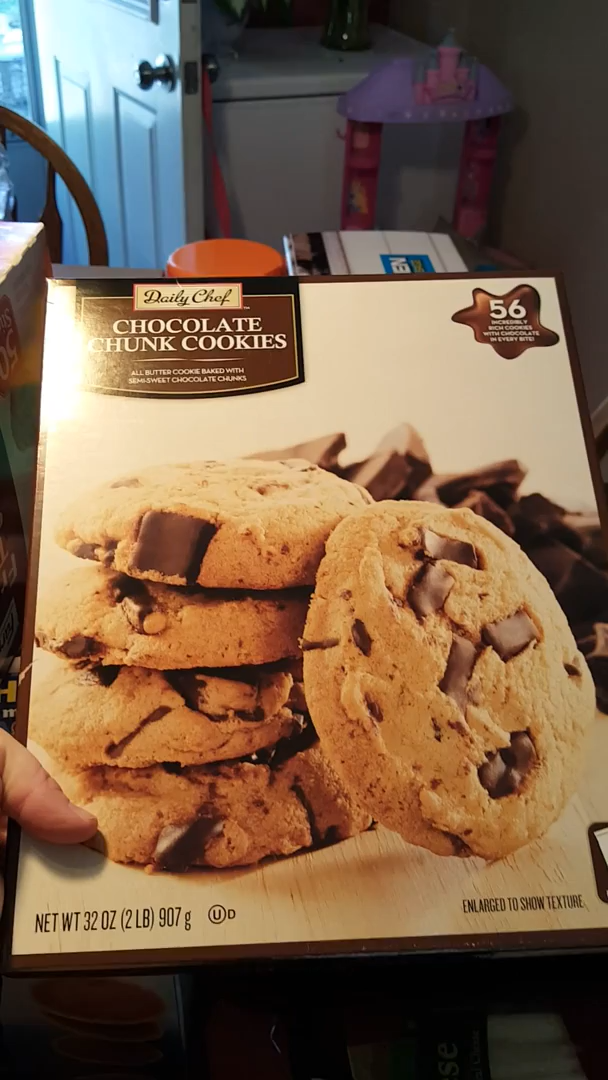 Daily Chef
CHOCOLATE
CHUNK COOKIES
ALL BUTTER COOKIE BAKED WITH
SEMI-SWEET CHOCOLATE CHUNKS
56
INCREDIBLY
RICH COOKIES
WITH CHOCOLATE
IN EVERY BITE!
NET WT 32 OZ (2 LB) 907 g
U D
ENLARGED TO SHOW TEXTURE